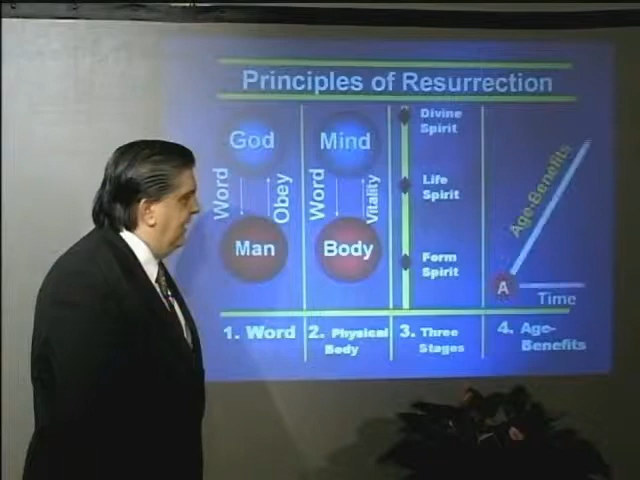 Principles of Resurrection
God
Word
Obey
Man
Mind
Word
Vitality
Body
Divine
Spirit
Life
Spirit
Form
Spirit
Age-Benefits
A
Time
1. Word
2. Physical
Body
3. Three
Stages
4. Age-
Benefits